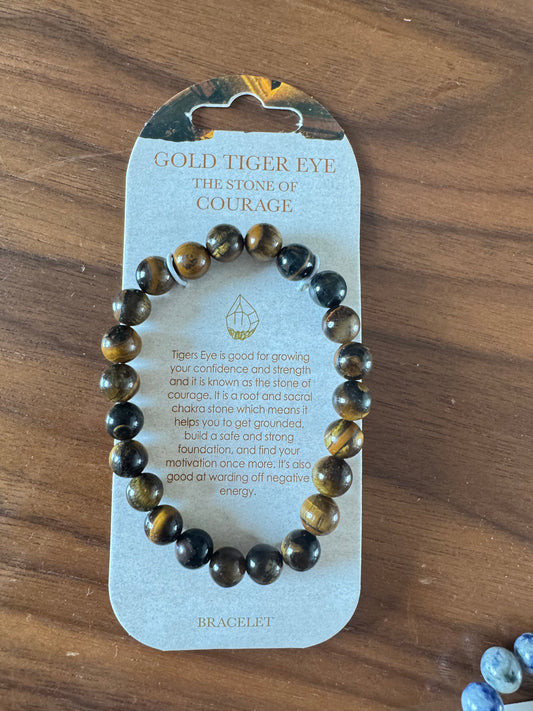 GOLD TIGER EYE
THE STONE OF
COURAGE
Tigers Eye is good for growing
your confidence and strength
and it is known as the stone of
courage. It is a root and sacral
chakra stone which means it
helps you to get grounded,
build a safe and strong
foundation, and find your
motivation once more. It's also
good at warding off negative
energy.
BRACELET